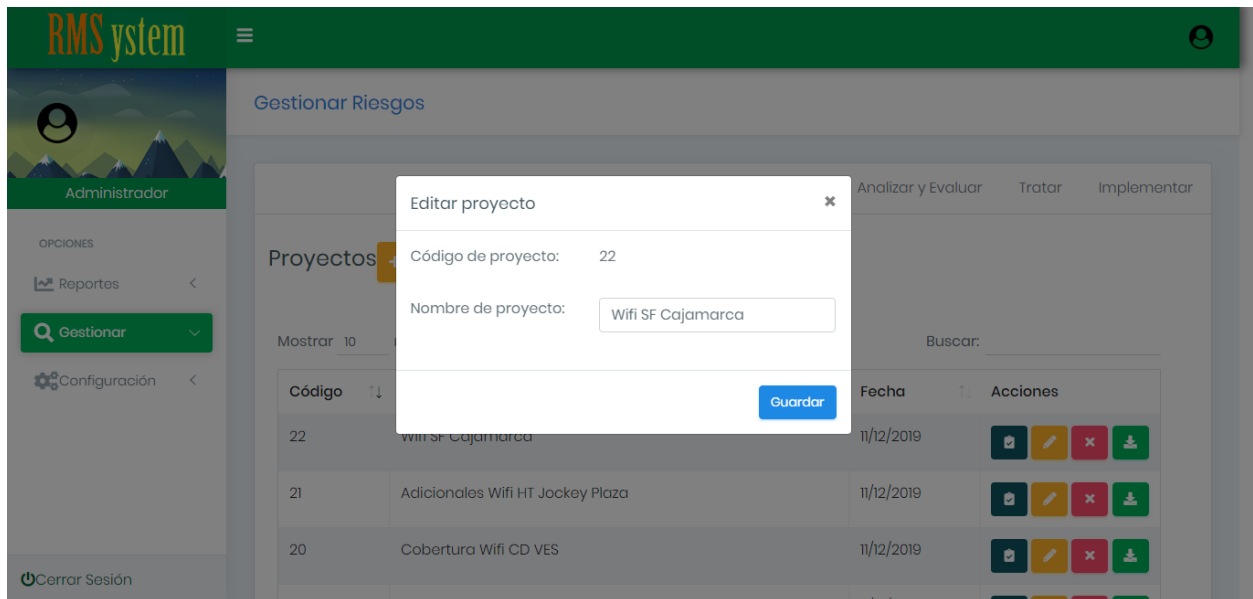 RMSystem
Gestionar Riesgos
Administrador
OPCIONES
Reportes
Gestionar
Configuración
Cerrar Sesión
Analizar y Evaluar Tratar Implementar
Proyectos
Editar proyecto
Código de proyecto: 22
Nombre de proyecto: Wifi SF Cajamarca
Guardar
Mostrar 10
Buscar:
Código Fecha Acciones
22 Wifi SF Cajamarca 11/12/2019
21 Adicionales Wifi HT Jockey Plaza 11/12/2019
20 Cobertura Wifi CD VES 11/12/2019